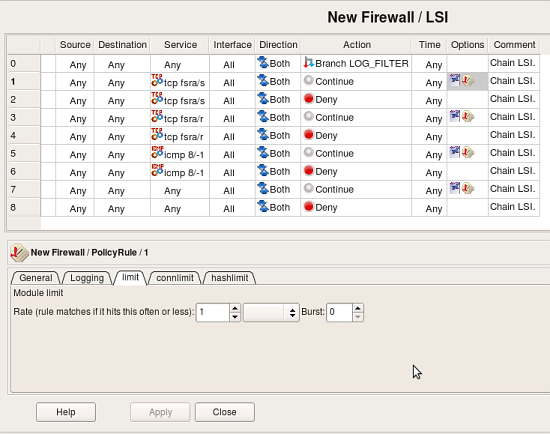 New Firewall / LSI
Source Destination Service Interface Direction Action Time Options Comment
0 Any Any Any All Both Branch LOG_FILTER Any Chain LSI.
1 Any Any tcp fsra/s All Both Continue Any Chain LSI.
2 Any Any tcp fsra/s All Both Deny Any Chain LSI.
3 Any Any tcp fsra/r All Both Continue Any Chain LSI.
4 Any Any tcp fsra/r All Both Deny Any Chain LSI.
5 Any Any icmp 8/-1 All Both Continue Any Chain LSI.
6 Any Any icmp 8/-1 All Both Deny Any Chain LSI.
7 Any Any Any All Both Continue Any Chain LSI.
8 Any Any Any All Both Deny Any Chain LSI.
New Firewall / PolicyRule / 1
General Logging limit connlimit hashlimit
Module limit
Rate (rule matches if it hits this often or less): 1 Burst: 0
Help Apply Close